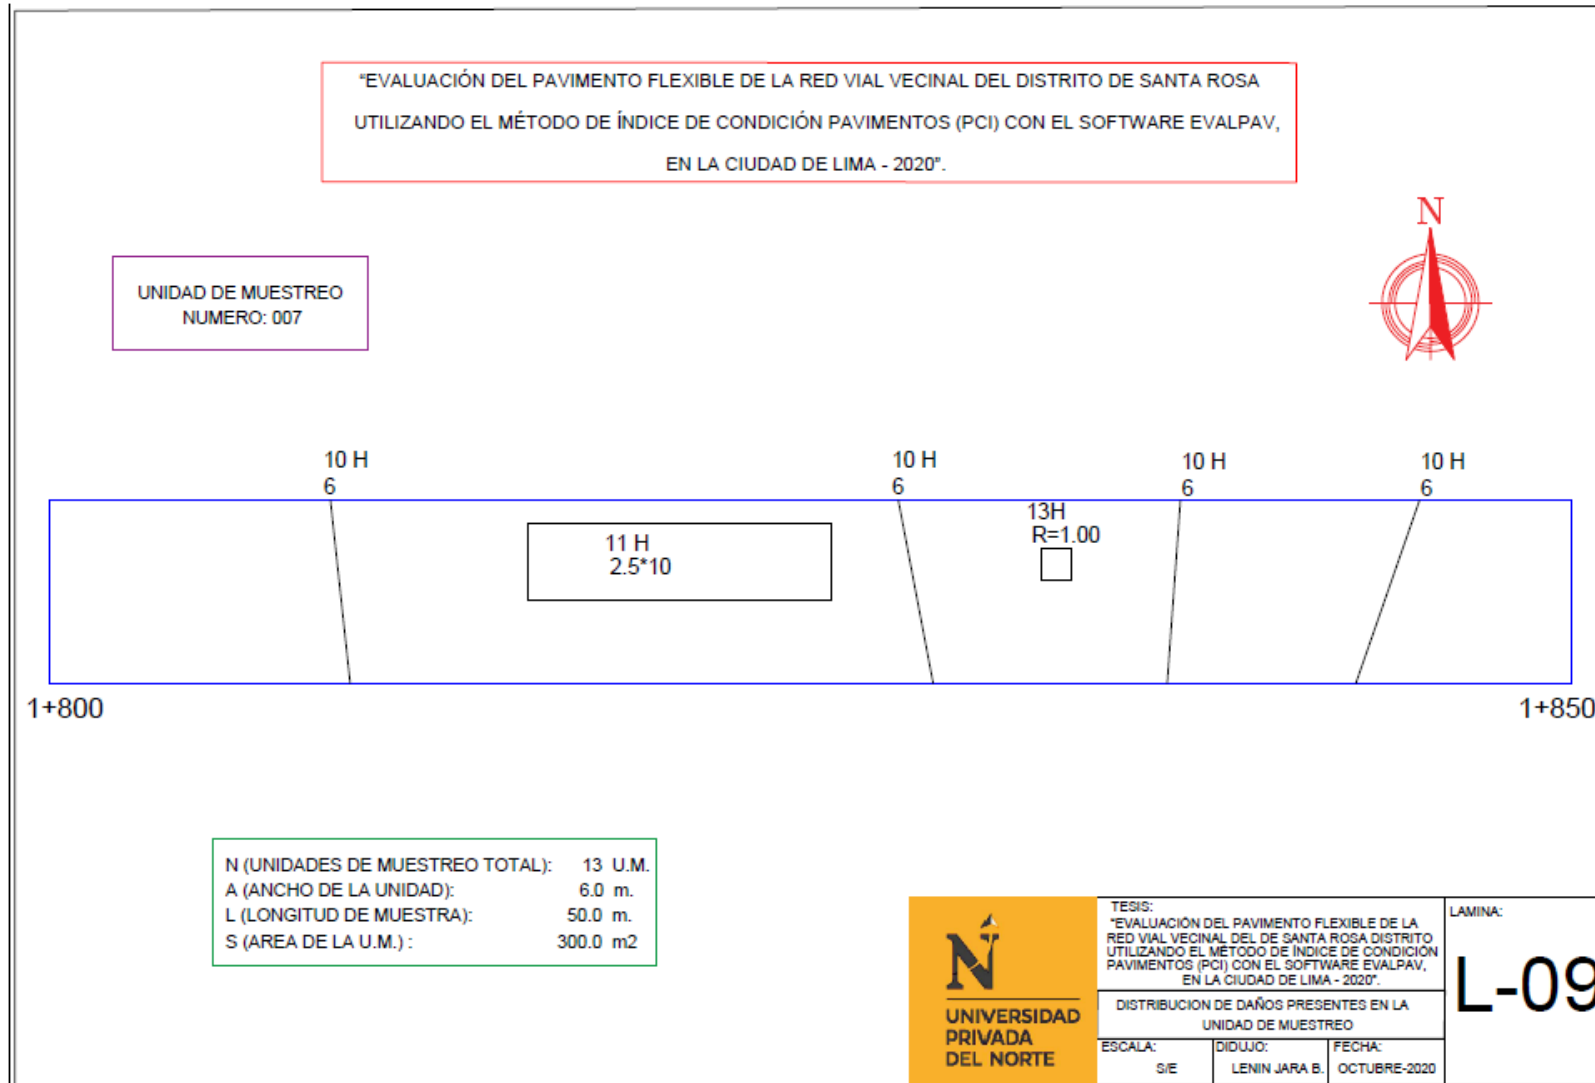 "EVALUACIÓN DEL PAVIMENTO FLEXIBLE DE LA RED VIAL VECINAL DEL DISTRITO DE SANTA ROSA
UTILIZANDO EL MÉTODO DE ÍNDICE DE CONDICIÓN PAVIMENTOS (PCI) CON EL SOFTWARE EVALPAV,
EN LA CIUDAD DE LIMA - 2020".
N
UNIDAD DE MUESTREO
NUMERO: 007
10 H
6
10 H
6
10 H
6
10 H
6
11 H
2.5*10
13H
R=1.00
1+800
1+850
N (UNIDADES DE MUESTREO TOTAL): 13 U.M.
A (ANCHO DE LA UNIDAD): 6.0 m.
L (LONGITUD DE MUESTRA): 50.0 m.
S (AREA DE LA U.M.) : 300.0 m2
N
UNIVERSIDAD
PRIVADA
DEL NORTE
TESIS:
"EVALUACIÓN DEL PAVIMENTO FLEXIBLE DE LA
RED VIAL VECINAL DEL DE SANTA ROSA DISTRITO
UTILIZANDO EL MÉTODO DE ÍNDICE DE CONDICIÓN
PAVIMENTOS (PCI) CON EL SOFTWARE EVALPAV,
EN LA CIUDAD DE LIMA - 2020".
DISTRIBUCION DE DAÑOS PRESENTES EN LA
UNIDAD DE MUESTREO
ESCALA:
S/E
DIDUJO:
LENIN JARA B.
FECHA:
OCTUBRE-2020
LAMINA:
L-09